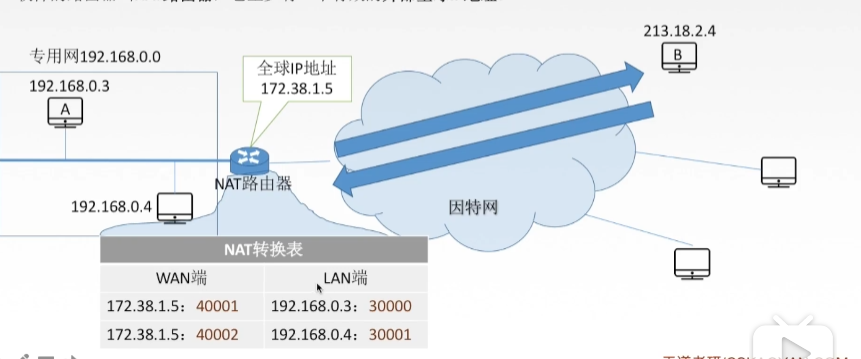 213.18.2.4
B
专用网192.168.0.0
192.168.0.3
A
全球IP地址
172.38.1.5
NAT路由器
192.168.0.4
因特网
NAT转换表
WAN端 LAN端
172.38.1.5：40001 192.168.0.3：30000
172.38.1.5：40002 192.168.0.4：30001